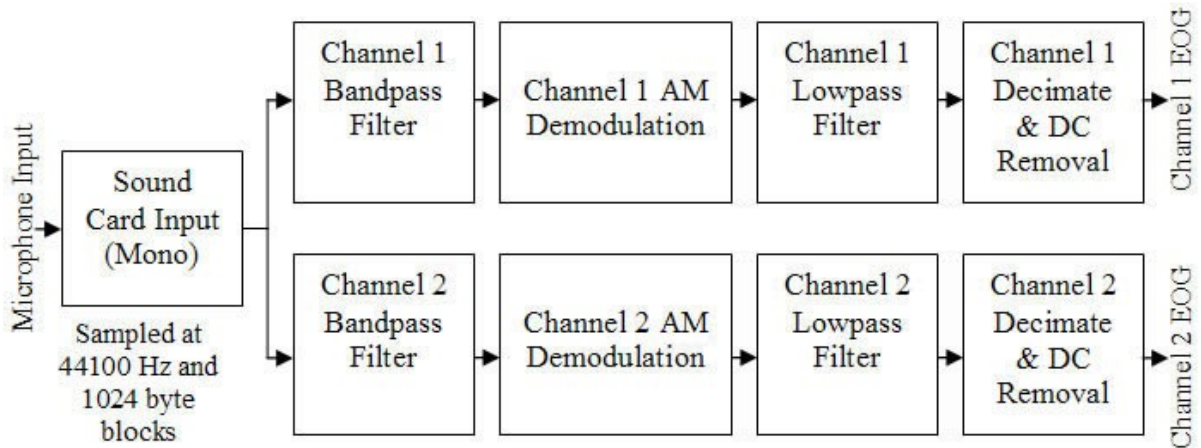 Microphone Input
Sound
Card Input
(Mono)
Sampled at
44100 Hz and
1024 byte
blocks
Channel 1
Bandpass
Filter
Channel 1 AM
Demodulation
Channel 1
Lowpass
Filter
Channel 1
Decimate
& DC
Removal
Channel 1 EOG
Channel 2
Bandpass
Filter
Channel 2 AM
Demodulation
Channel 2
Lowpass
Filter
Channel 2
Decimate
& DC
Removal
Channel 2 EOG